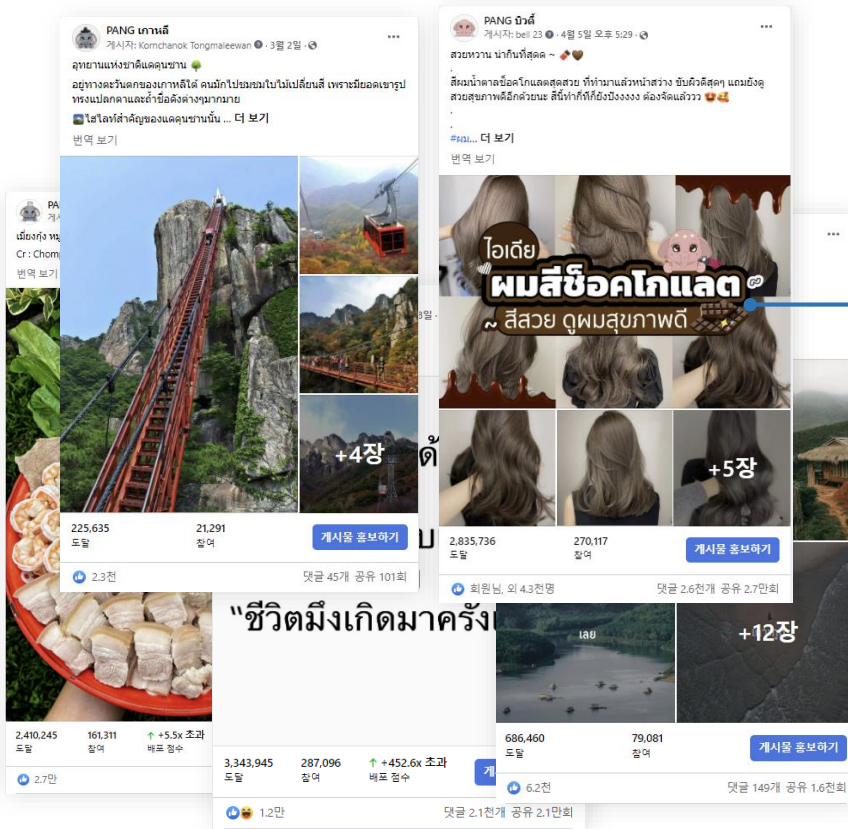 PANG เกาหลี
게시자: Kornchanok Tongmaleewan · 3월 2일 ·
อุทยานแห่งชาติแดดุนซาน 🌳
อยู่ทางตะวันตกของเกาหลีใต้ คนมักไปชมชมใบไม้เปลี่ยนสี เพราะมียอดเขารูป
ทรงแปลกตาและถ้ำชื่อดังต่างๆมากมาย
ไฮไลท์สำคัญของแดดุนซานนั้น ... 더 보기
번역 보기
+4장
225,635
도달
21,291
참여
게시물 홍보하기
2.3천
댓글 45개 공유 101회
PANG บิวตี้
게시자: bell 23 · 4월 5일 오후 5:29 ·
สวยหวาน น่ากินที่สุดด ~ 🍫🤎
.
สีผมน้ำตาลช็อคโกแลตสุดสวย ที่ทำมาแล้วหน้าสว่าง ขับผิวดีสุดๆ แถมยังดู
สวยสุขภาพดีอีกด้วยนะ สีนี้ทำกี่ทีก็ยังปังงงงง ต้องจัดแล้ววว 🤩🥰
.
.
#ผม... 더 보기
번역 보기
ไอเดีย
ผมสีช็อคโกแลต
~ สีสวย ดูผมสุขภาพดี
+5장
2,835,736
도달
270,117
참여
게시물 홍보하기
회원님, 외 4.3천명
댓글 2.6천개 공유 2.7만회
PA
게시
เมี่ยงกุ้ง หมู
Cr : Chom
번역 보기
2,410,245
도달
161,311
참여
↑ +5.5x 초과
배포 점수
2.7만
"ชีวิตมึงเกิดมาครั้ง
3,343,945
도달
287,096
참여
↑ +452.6x 초과
배포 점수
1.2만
댓글 2.1천개 공유 2.1만회
เลย
+12장
686,460
도달
79,081
참여
게시물 홍보하기
6.2천
댓글 149개 공유 1.6천회